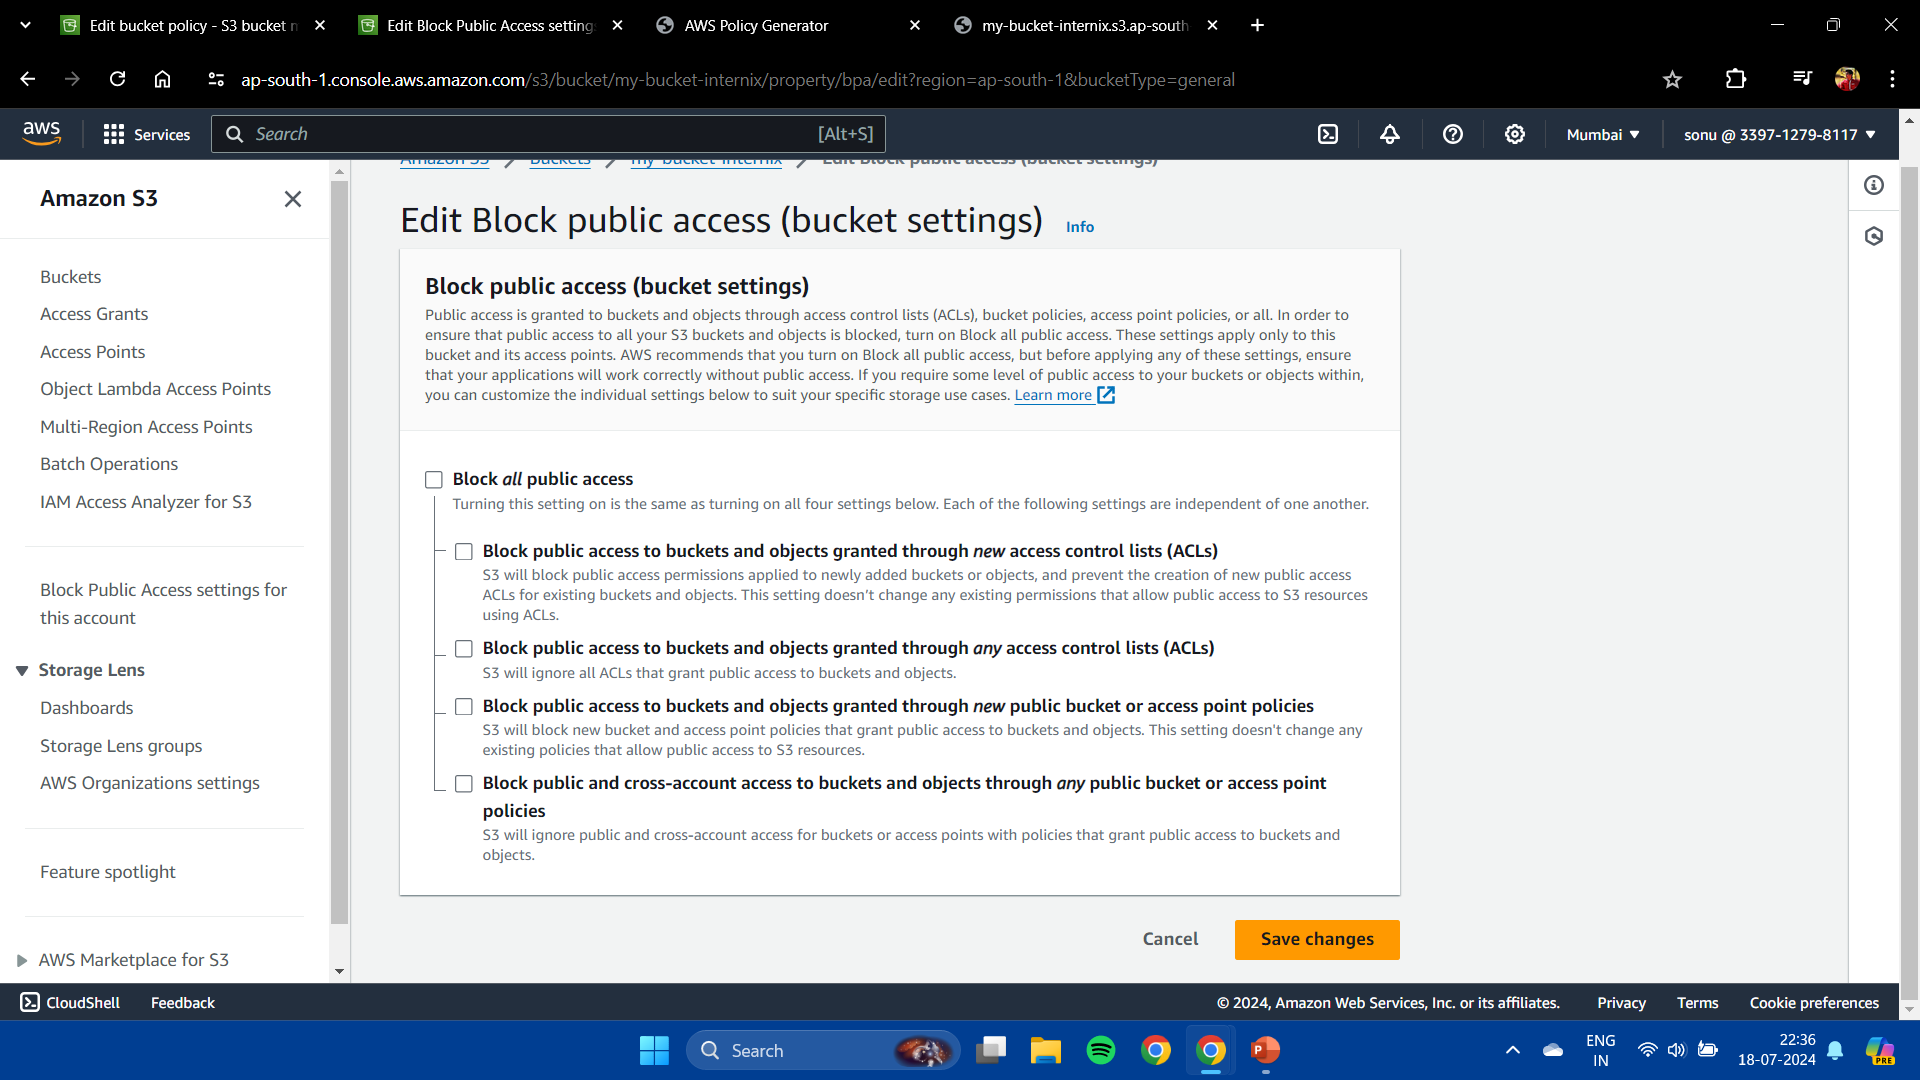 Edit bucket policy - S3 bucket m
Edit Block Public Access setting
AWS Policy Generator
my-bucket-internix.s3.ap-south
ap-south-1.console.aws.amazon.com/s3/bucket/my-bucket-internix/property/bpa/edit?region=ap-south-1&bucketType=general
aws
Services
Search
[Alt+S]
Mumbai
sonu @ 3397-1279-8117
Amazon S3
Buckets
my-bucket-internix
Edit Block public access (bucket settings)
Amazon S3
Buckets
Access Grants
Access Points
Object Lambda Access Points
Multi-Region Access Points
Batch Operations
IAM Access Analyzer for S3
Block Public Access settings for
this account
Storage Lens
Dashboards
Storage Lens groups
AWS Organizations settings
Feature spotlight
AWS Marketplace for S3
Edit Block public access (bucket settings)
Info
Block public access (bucket settings)
Public access is granted to buckets and objects through access control lists (ACLs), bucket policies, access point policies, or all. In order to
ensure that public access to all your S3 buckets and objects is blocked, turn on Block all public access. These settings apply only to this
bucket and its access points. AWS recommends that you turn on Block all public access, but before applying any of these settings, ensure
that your applications will work correctly without public access. If you require some level of public access to your buckets or objects within,
you can customize the individual settings below to suit your specific storage use cases. Learn more
Block all public access
Turning this setting on is the same as turning on all four settings below. Each of the following settings are independent of one another.
Block public access to buckets and objects granted through new access control lists (ACLs)
S3 will block public access permissions applied to newly added buckets or objects, and prevent the creation of new public access
ACLs for existing buckets and objects. This setting doesn't change any existing permissions that allow public access to S3 resources
using ACLs.
Block public access to buckets and objects granted through any access control lists (ACLs)
S3 will ignore all ACLs that grant public access to buckets and objects.
Block public access to buckets and objects granted through new public bucket or access point policies
S3 will block new bucket and access point policies that grant public access to buckets and objects. This setting doesn't change any
existing policies that allow public access to S3 resources.
Block public and cross-account access to buckets and objects through any public bucket or access point
policies
S3 will ignore public and cross-account access for buckets or access points with policies that grant public access to buckets and
objects.
Cancel
Save changes
CloudShell
Feedback
© 2024, Amazon Web Services, Inc. or its affiliates.
Privacy
Terms
Cookie preferences
Search
P
ENG
IN
22:36
18-07-2024
PRE